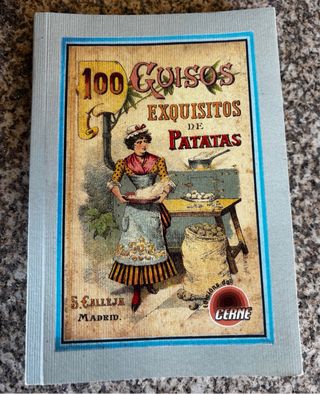 100 GUISOS
EXQUISITOS
DE
PATATAS
S. CALLEJA
MADRID.
CERNE